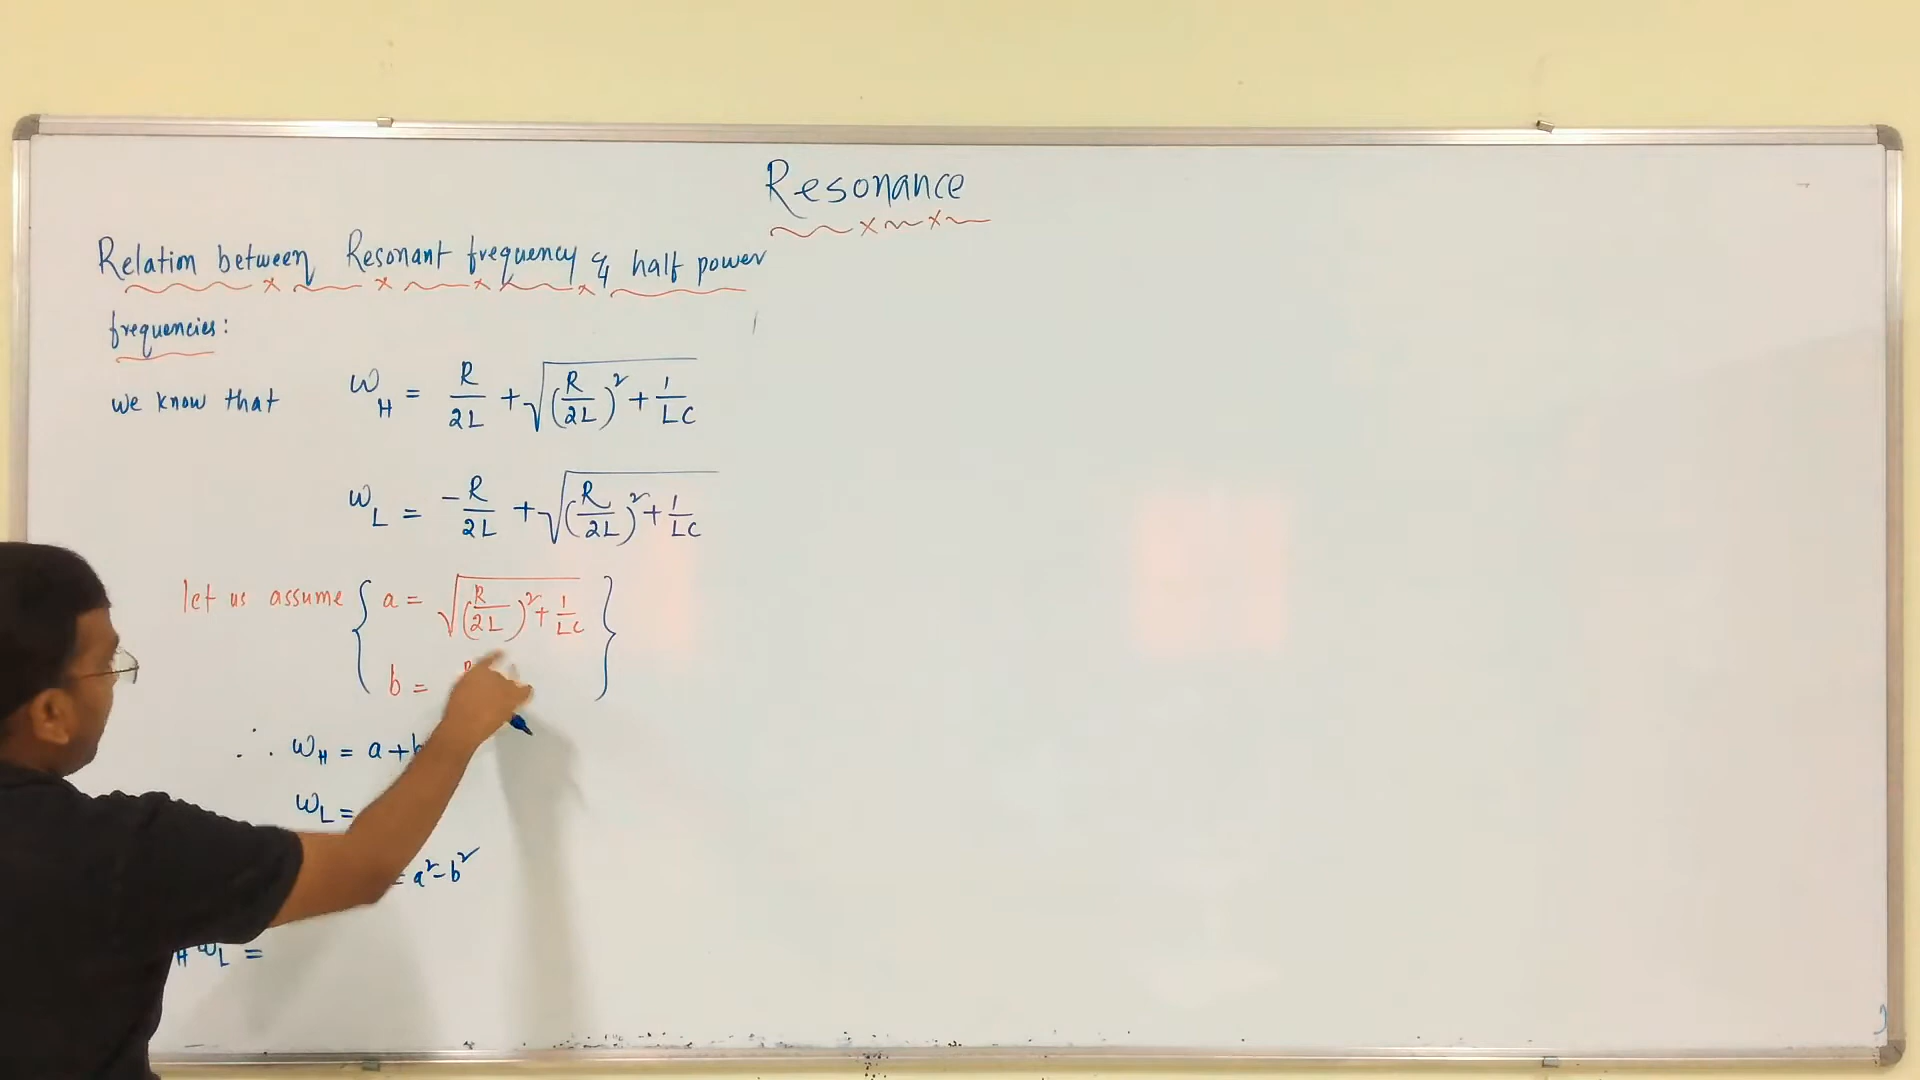 Resonance
Relation between Resonant frequency & half power
frequencies:
we know that ω_H = R/2L + √((R/2L)² + 1/LC)
ω_L = -R/2L + √((R/2L)² + 1/LC)
let us assume { a = √((R/2L)² + 1/LC) }
b =
∴ ω_H = a +
ω_L =
= a² - b²
H ω_L =